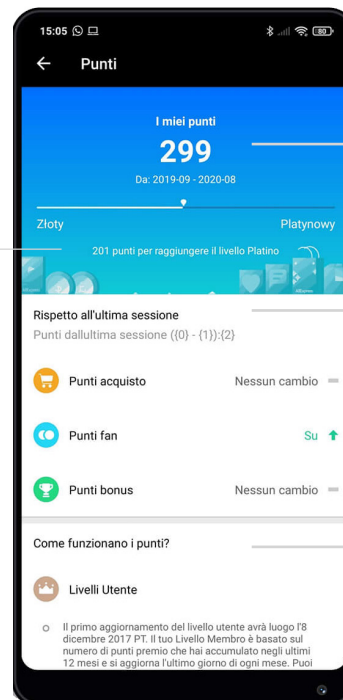 15:05
80
Punti
I miei punti
299
Da: 2019-09 - 2020-08
Złoty
Platynowy
201 punti per raggiungere il livello Platino
Rispetto all'ultima sessione
Punti dallultima sessione ({0} - {1}):{2}
Punti acquisto
Nessun cambio
Punti fan
Su
Punti bonus
Nessun cambio
Come funzionano i punti?
Livelli Utente
Il primo aggiornamento del livello utente avrà luogo l'8
dicembre 2017 PT. Il tuo Livello Membro è basato sul
numero di punti premio che hai accumulato negli ultimi
12 mesi e si aggiorna l'ultimo giorno di ogni mese. Puoi